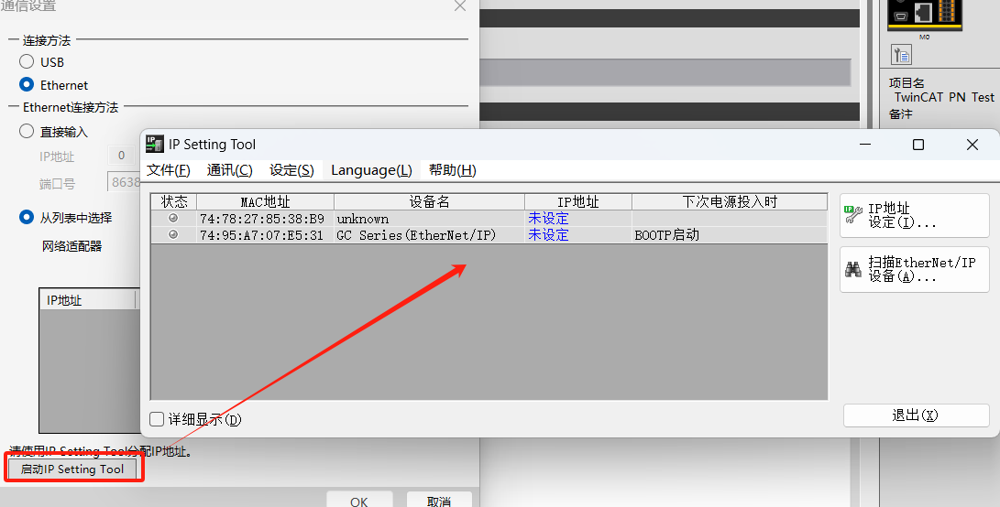 通信设置
连接方法
USB
Ethernet
Ethernet连接方法
直接输入
IP地址 0
端口号 8638
从列表中选择
网络适配器
IP地址
请使用IP Setting Tool分配IP地址。
启动IP Setting Tool
OK 取消
M0
项目名
TwinCAT PN Test
备注
IP Setting Tool
文件(F) 通讯(C) 设定(S) Language(L) 帮助(H)
状态 MAC地址 设备名 IP地址 下次电源投入时
74:78:27:85:38:B9 unknown 未设定
74:95:A7:07:E5:31 GC Series(EtherNet/IP) 未设定 BOOTP启动
IP地址
设定(I)...
扫描EtherNet/IP
设备(A)...
详细显示(D)
退出(X)